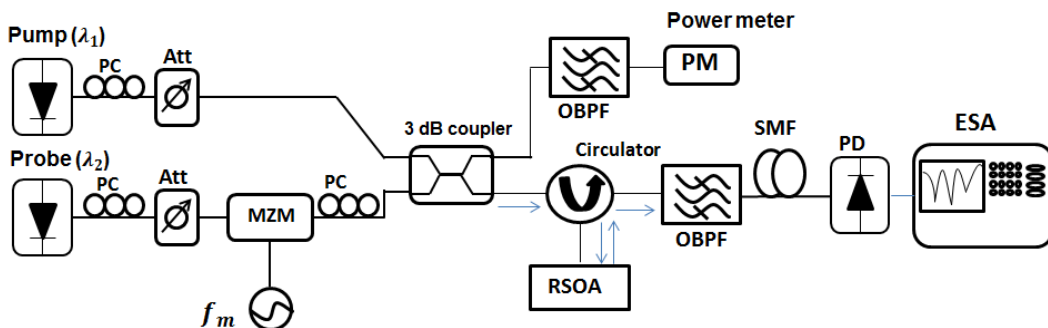 Pump (λ₁)
PC
Att
Power meter
PM
OBPF
3 dB coupler
Probe (λ₂)
PC
Att
MZM
PC
fₘ
Circulator
RSOA
OBPF
SMF
PD
ESA